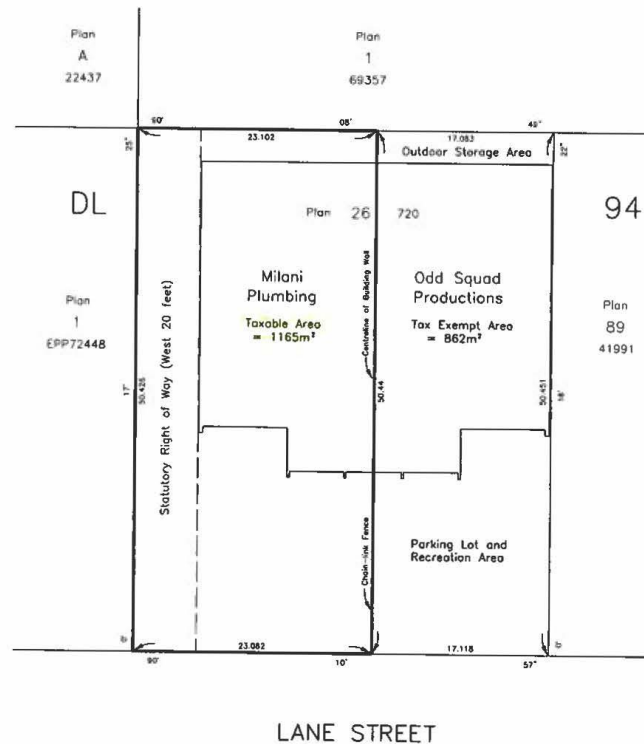 Plan
A
22437
Plan
1
69357
90'
08'
49"
25"
23.102
17.083
22"
Outdoor Storage Area
DL
Plan 26 720
94
Milani
Plumbing
Odd Squad
Productions
Taxable Area
= 1165m²
Tax Exempt Area
= 862m²
Plan
1
EPP72448
Plan
89
41991
Statutory Right of Way (West 20 feet)
Centreline of Building Wall
17'
50.426
50.44
50.451
18'
Chain-link Fence
Parking Lot and
Recreation Area
0"
23.082
17.118
0"
90'
10'
57"
LANE STREET